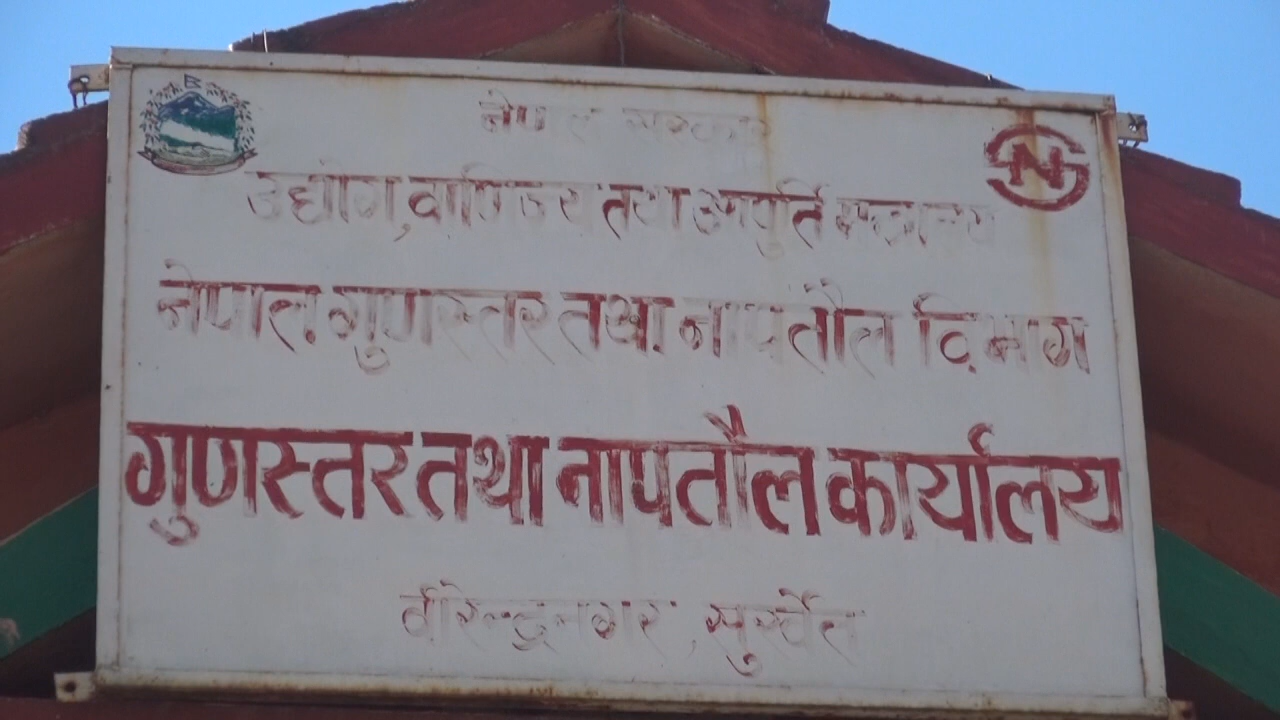 नेपाल सरकार
उद्योग, वाणिज्य तथा आपूर्ति मन्त्रालय
नेपाल गुणस्तर तथा नापतौल विभाग
गुणस्तर तथा नापतौल कार्यालय
वीरेन्द्रनगर, सुर्खेत